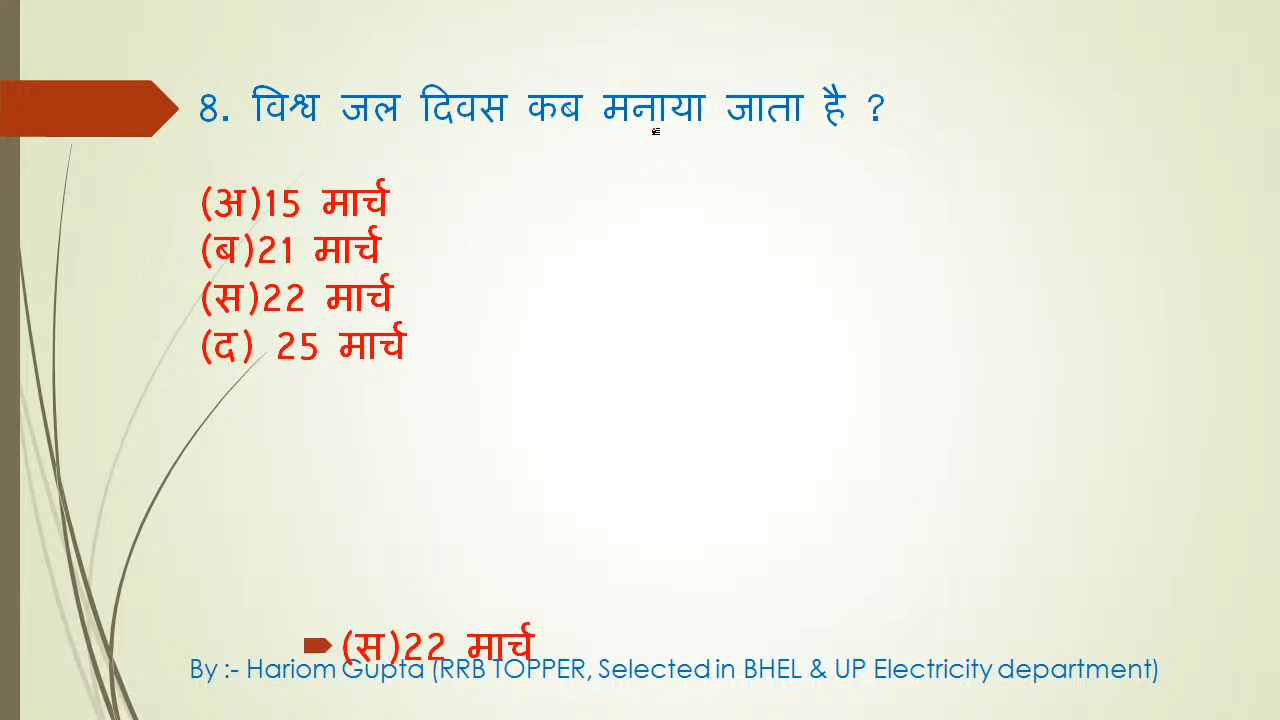 8. विश्व जल दिवस कब मनाया जाता है ?
(अ)15 मार्च
(ब)21 मार्च
(स)22 मार्च
(द) 25 मार्च
(स)22 मार्च
By :- Hariom Gupta (RRB TOPPER, Selected in BHEL & UP Electricity department)